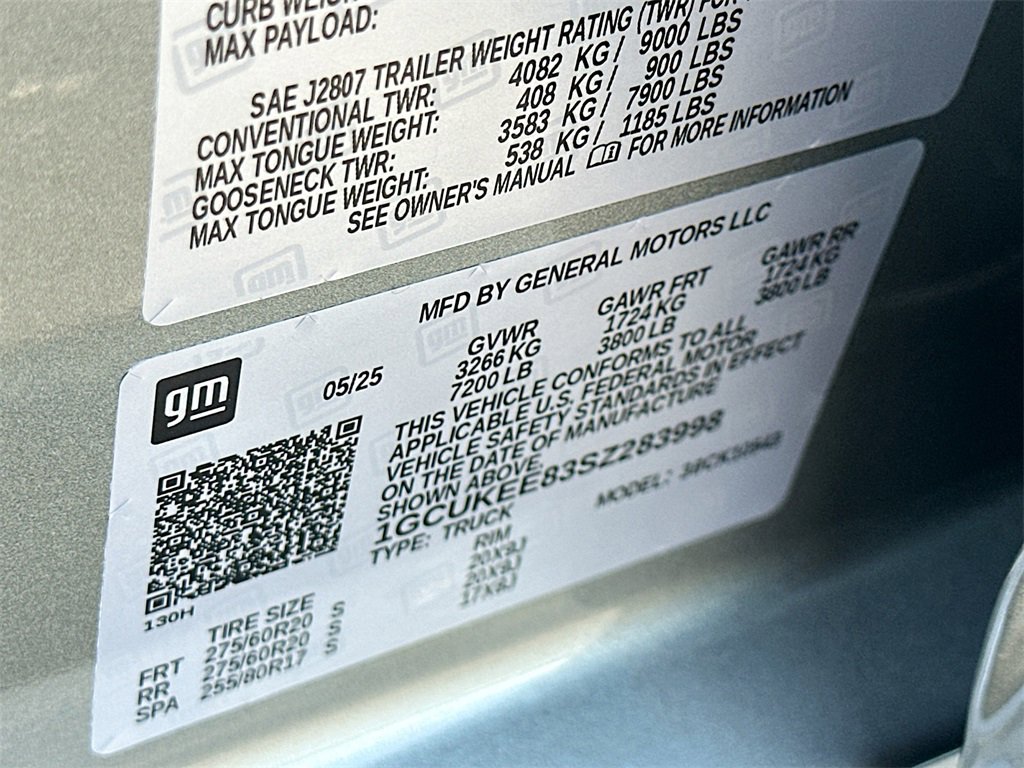 CURB WEIGHT
MAX PAYLOAD:
SAE J2807 TRAILER WEIGHT RATING (TWR) FOR
CONVENTIONAL TWR: 4082 KG/ 9000 LBS
MAX TONGUE WEIGHT: 408 KG/ 900 LBS
GOOSENECK TWR: 3583 KG/ 7900 LBS
MAX TONGUE WEIGHT: 538 KG/ 1185 LBS
SEE OWNER'S MANUAL FOR MORE INFORMATION
MFD BY GENERAL MOTORS LLC
gm
05/25
GVWR GAWR FRT GAWR RR
3266 KG 1724 KG 1724 KG
7200 LB 3800 LB 3800 LB
THIS VEHICLE CONFORMS TO ALL
APPLICABLE U.S. FEDERAL MOTOR
VEHICLE SAFETY STANDARDS IN EFFECT
ON THE DATE OF MANUFACTURE
SHOWN ABOVE.
1GCUKEE83SZ283998
TYPE: TRUCK MODEL:
130H
TIRE SIZE RIM
FRT 275/60R20 S 20X9J
RR 275/60R20 S 20X9J
SPA 255/80R17 S 17X8J